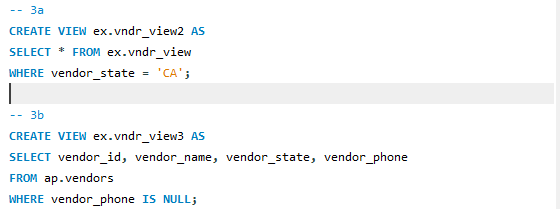 -- 3a
CREATE VIEW ex.vndr_view2 AS
SELECT * FROM ex.vndr_view
WHERE vendor_state = 'CA';
-- 3b
CREATE VIEW ex.vndr_view3 AS
SELECT vendor_id, vendor_name, vendor_state, vendor_phone
FROM ap.vendors
WHERE vendor_phone IS NULL;